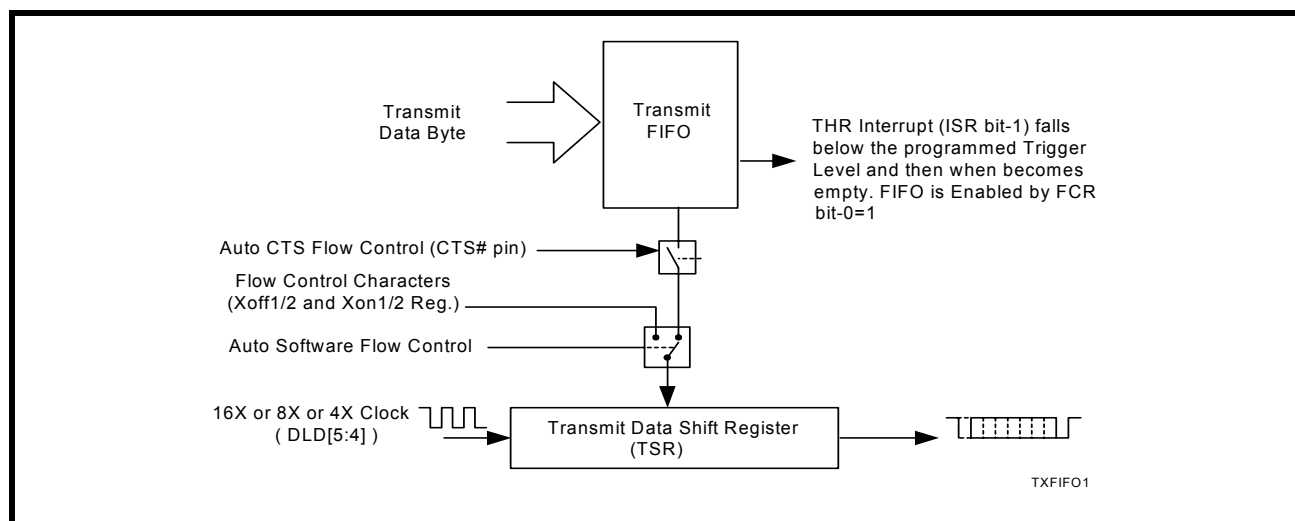 Transmit
Data Byte
Transmit
FIFO
THR Interrupt (ISR bit-1) falls
below the programmed Trigger
Level and then when becomes
empty. FIFO is Enabled by FCR
bit-0=1
Auto CTS Flow Control (CTS# pin)
Flow Control Characters
(Xoff1/2 and Xon1/2 Reg.)
Auto Software Flow Control
16X or 8X or 4X Clock
( DLD[5:4] )
Transmit Data Shift Register
(TSR)
TXFIFO1